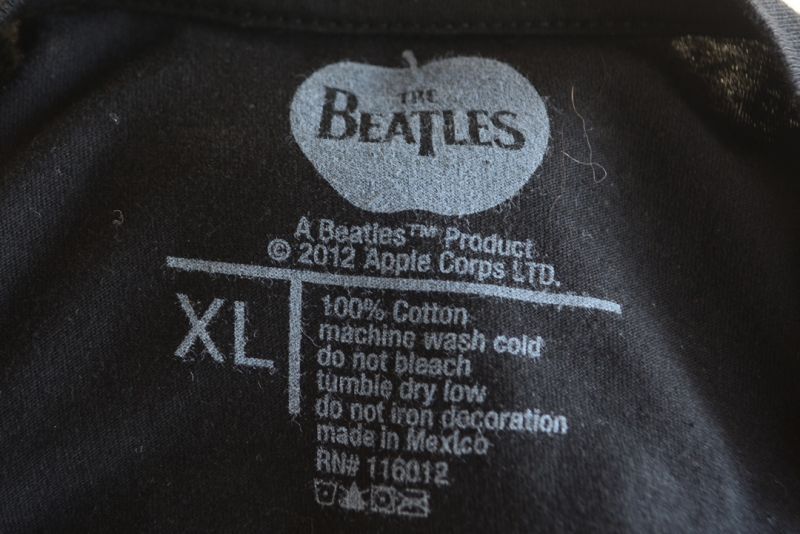 THE
BEATLES
A Beatles™ Product
© 2012 Apple Corps LTD.
XL
100% Cotton
machine wash cold
do not bleach
tumble dry low
do not iron decoration
made in Mexico
RN# 116012